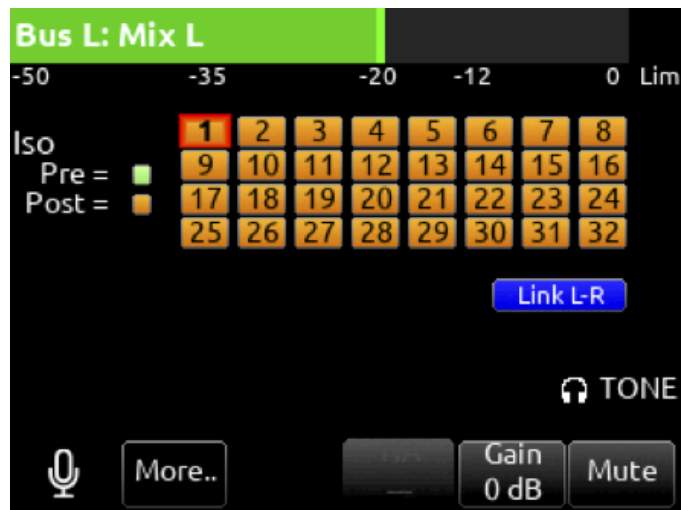 Bus L: Mix L
-50 -35 -20 -12 0 Lim
Iso
Pre =
Post =
1 2 3 4 5 6 7 8
9 10 11 12 13 14 15 16
17 18 19 20 21 22 23 24
25 26 27 28 29 30 31 32
Link L-R
TONE
More..
Gain
0 dB
Mute